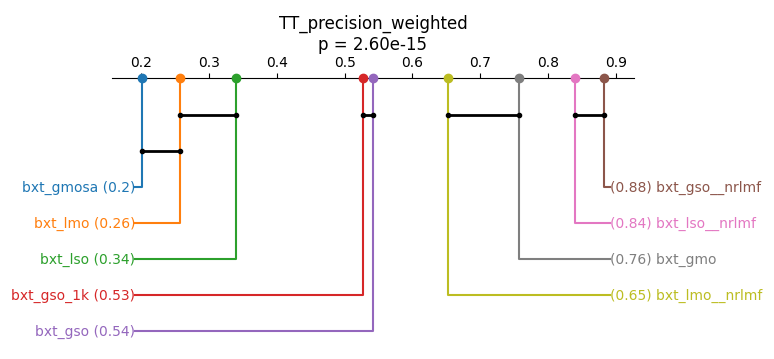 TT_precision_weighted
p = 2.60e-15
0.2 0.3 0.4 0.5 0.6 0.7 0.8 0.9
bxt_gmosa (0.2) (0.88) bxt_gso__nrlmf
bxt_lmo (0.26) (0.84) bxt_lso__nrlmf
bxt_lso (0.34) (0.76) bxt_gmo
bxt_gso_1k (0.53) (0.65) bxt_lmo__nrlmf
bxt_gso (0.54)